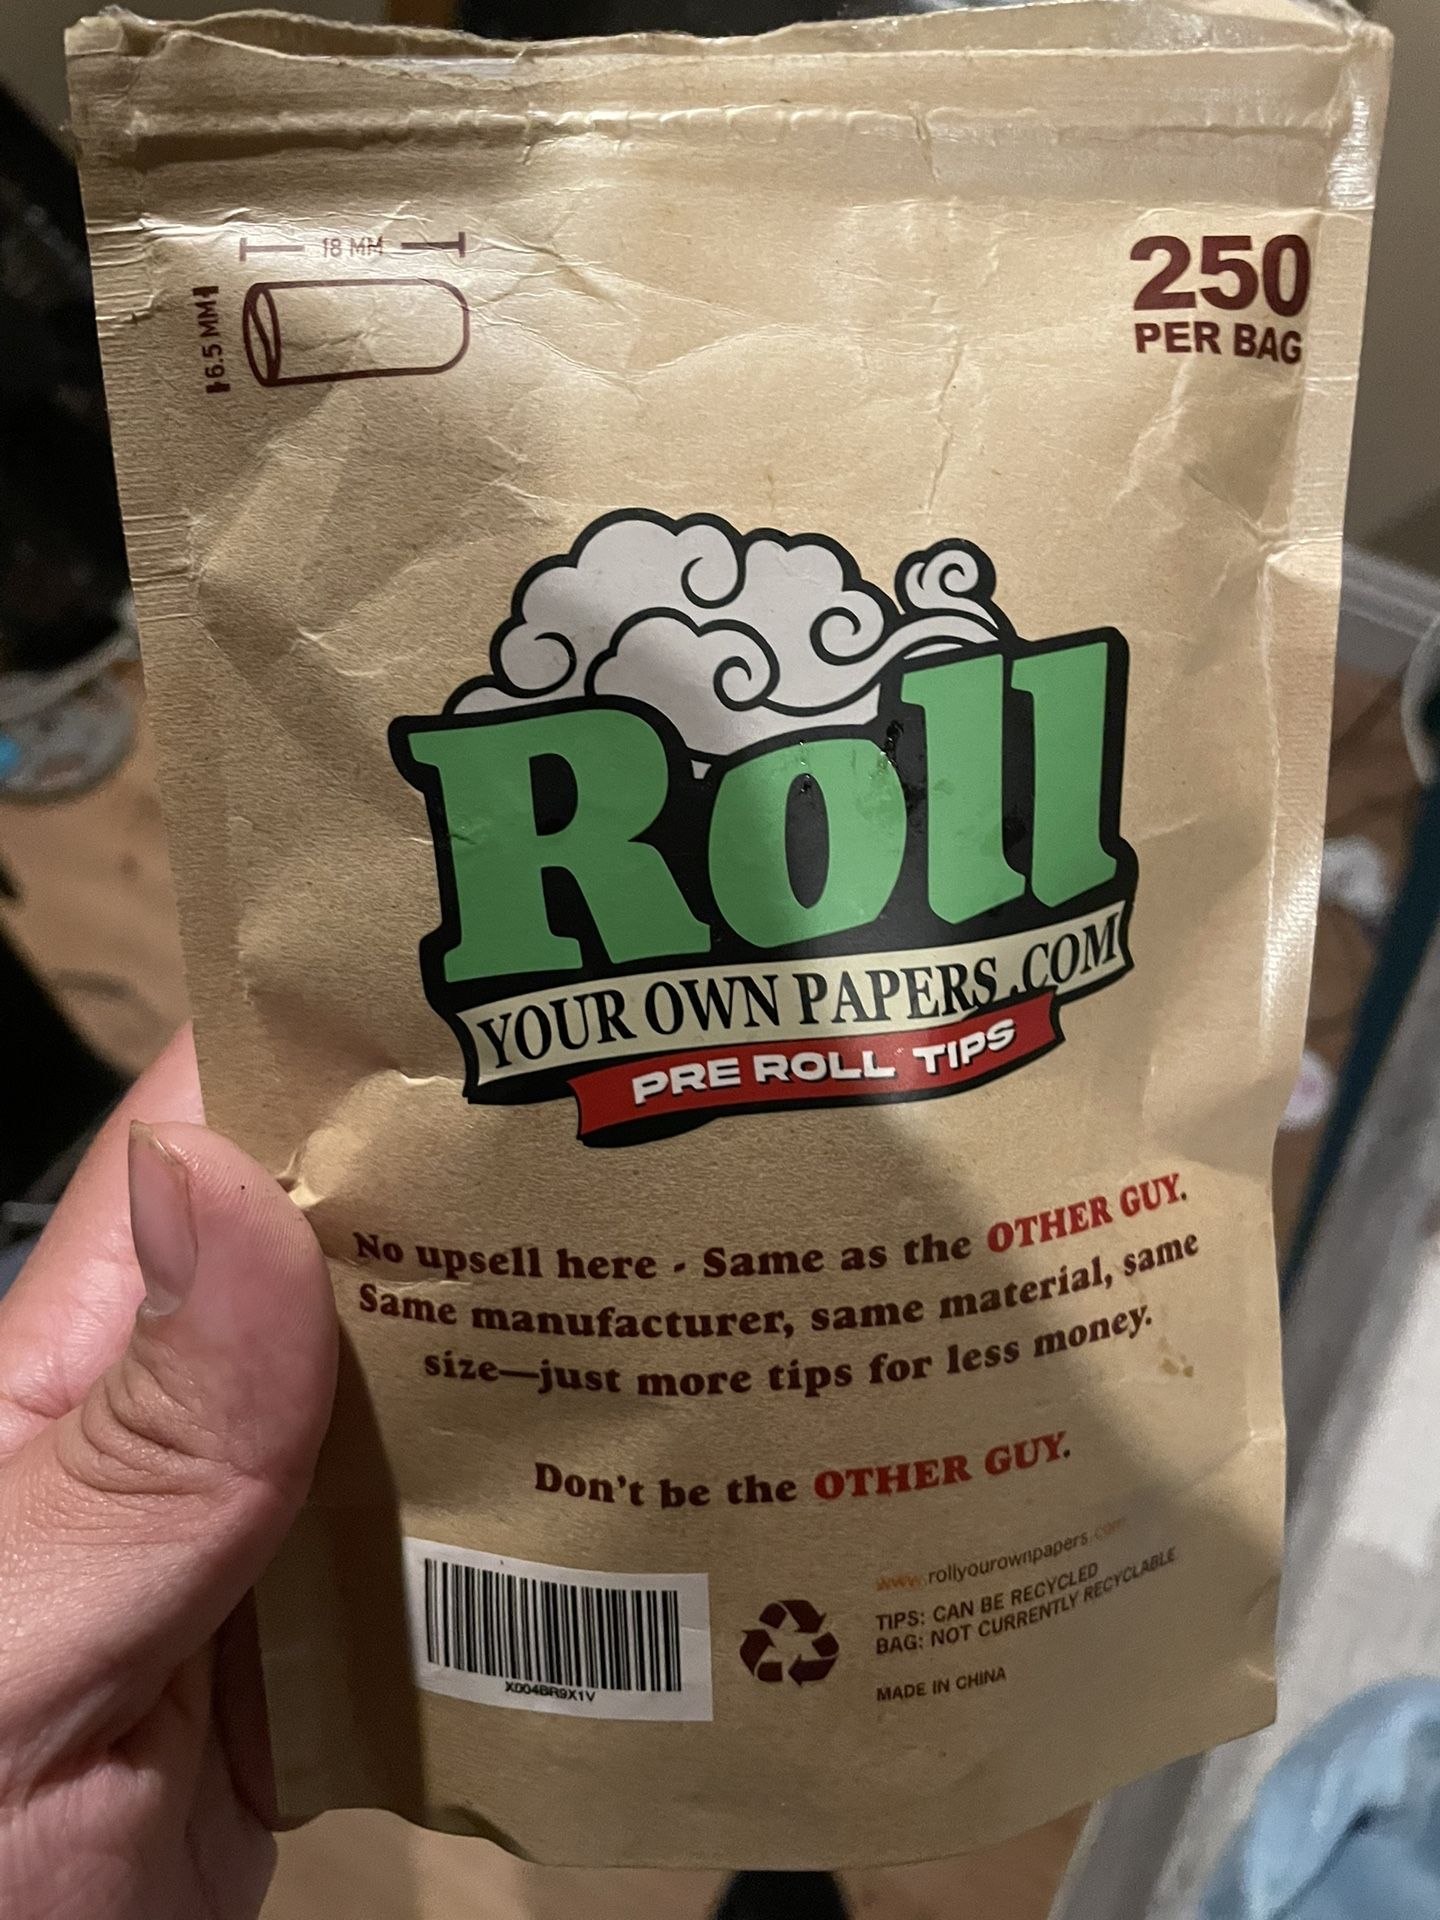 18 MM
6.5 MM
250
PER BAG
Roll
YOUR OWN PAPERS.COM
PRE ROLL TIPS
No upsell here - Same as the OTHER GUY.
Same manufacturer, same material, same
size—just more tips for less money.
Don't be the OTHER GUY.
www.rollyourownpapers.com
TIPS: CAN BE RECYCLED
BAG: NOT CURRENTLY RECYCLABLE
MADE IN CHINA
X004BR9X1V